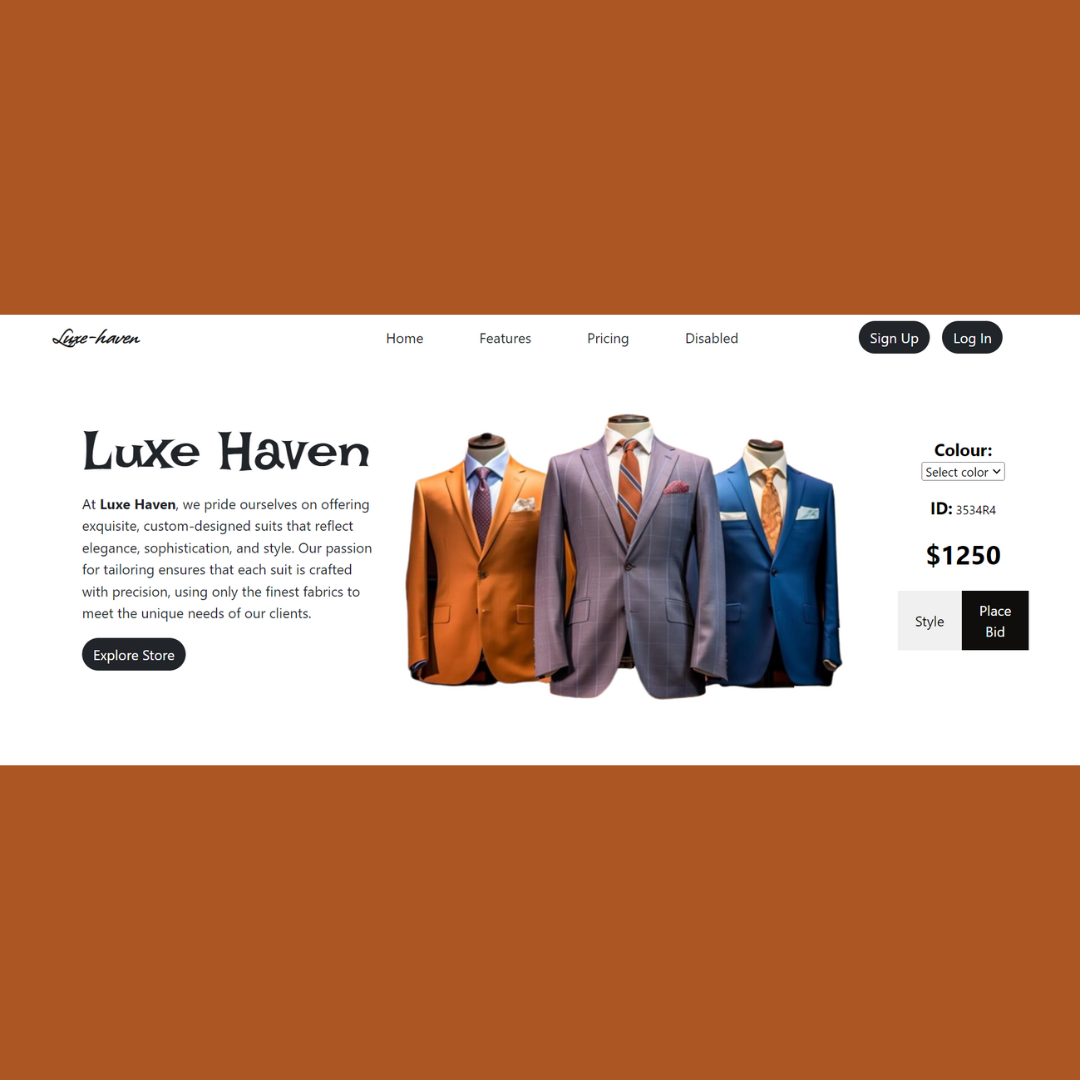 Luxe-haven
Home
Features
Pricing
Disabled
Sign Up
Log In
Luxe Haven
At Luxe Haven, we pride ourselves on offering
exquisite, custom-designed suits that reflect
elegance, sophistication, and style. Our passion
for tailoring ensures that each suit is crafted
with precision, using only the finest fabrics to
meet the unique needs of our clients.
Explore Store
Colour:
Select color
ID: 3534R4
$1250
Style
Place
Bid